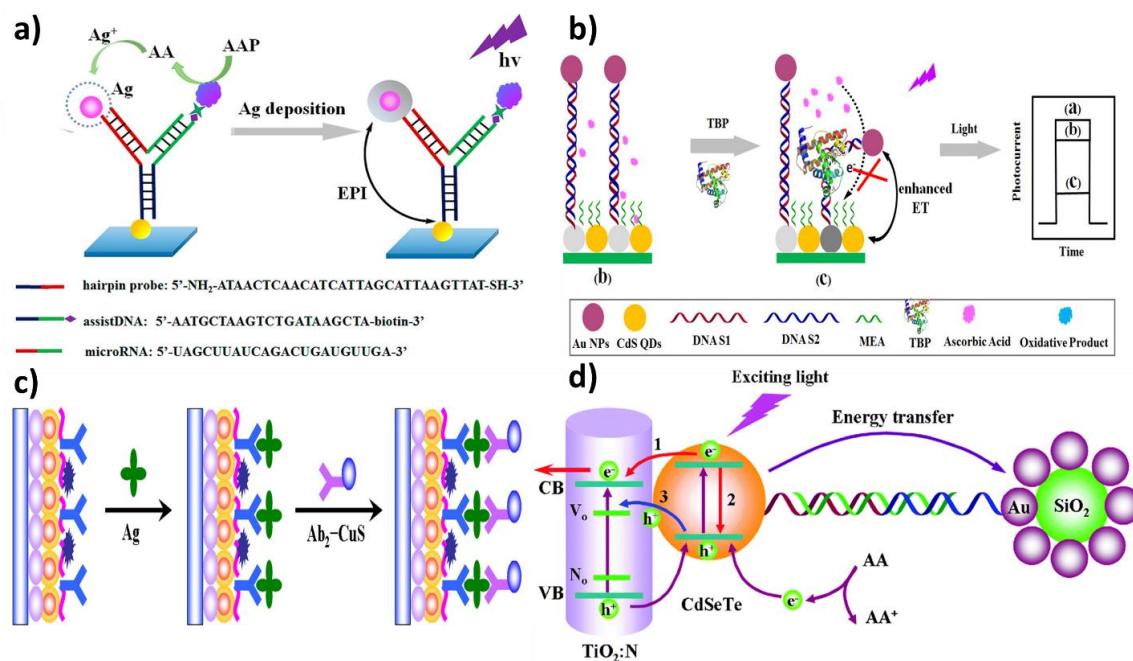 a)
Ag+
AA
AAP
Ag
hv
Ag deposition
EPI
hairpin probe: 5'-NH2-ATAACTCAACATCATTAGCATTAAGTTAT-SH-3'
assistDNA: 5'-AATGCTAAGTCTGATAAGCTA-biotin-3'
microRNA: 5'-UAGCUUAUCAGACUGAUGUUGA-3'
b)
TBP
Light
e-
enhanced
ET
(b)
(c)
Photocurrent
(a)
(b)
(c)
Time
Au NPs
CdS QDs
DNA S1
DNA S2
MEA
TBP
Ascorbic Acid
Oxidative Product
c)
Ag
Ab2-CuS
d)
Exciting light
Energy transfer
1
e-
e-
CB
2
3
Vo
h+
h+
No
VB
h+
CdSeTe
e-
AA
AA+
TiO2:N
Au
SiO2